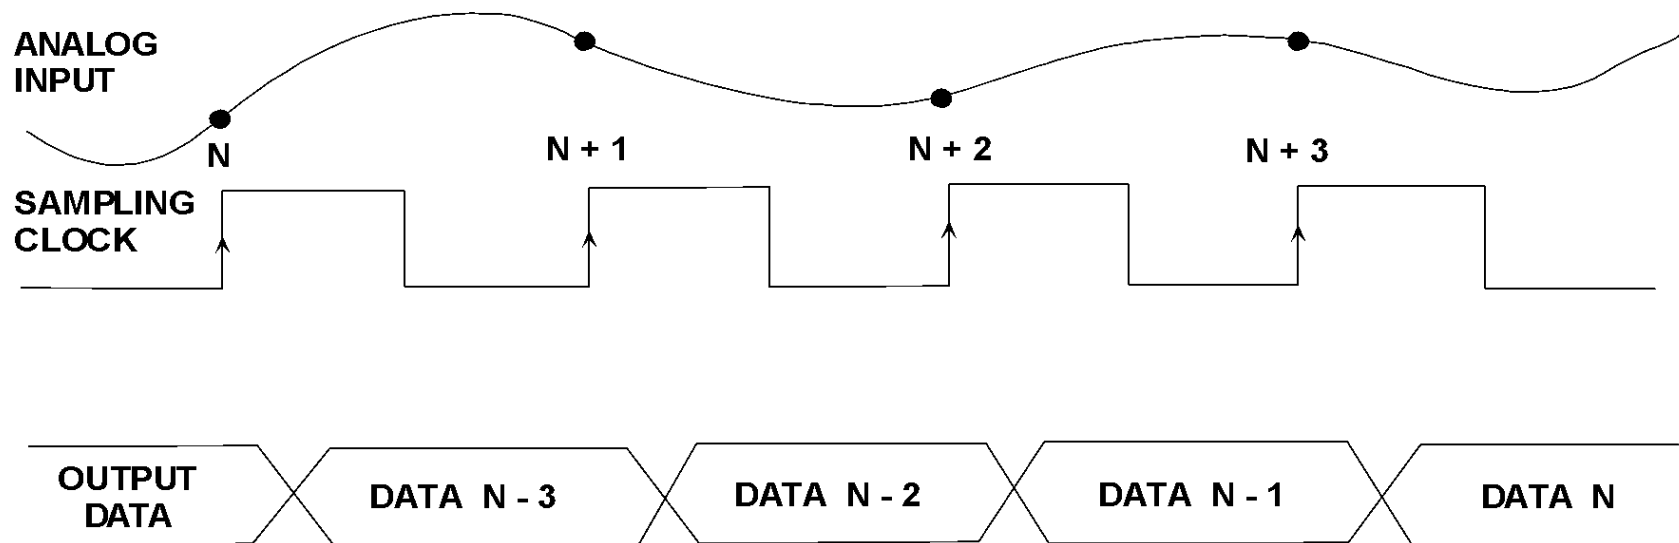 ANALOG
INPUT
N
N + 1
N + 2
N + 3
SAMPLING
CLOCK
OUTPUT
DATA
DATA N - 3
DATA N - 2
DATA N - 1
DATA N